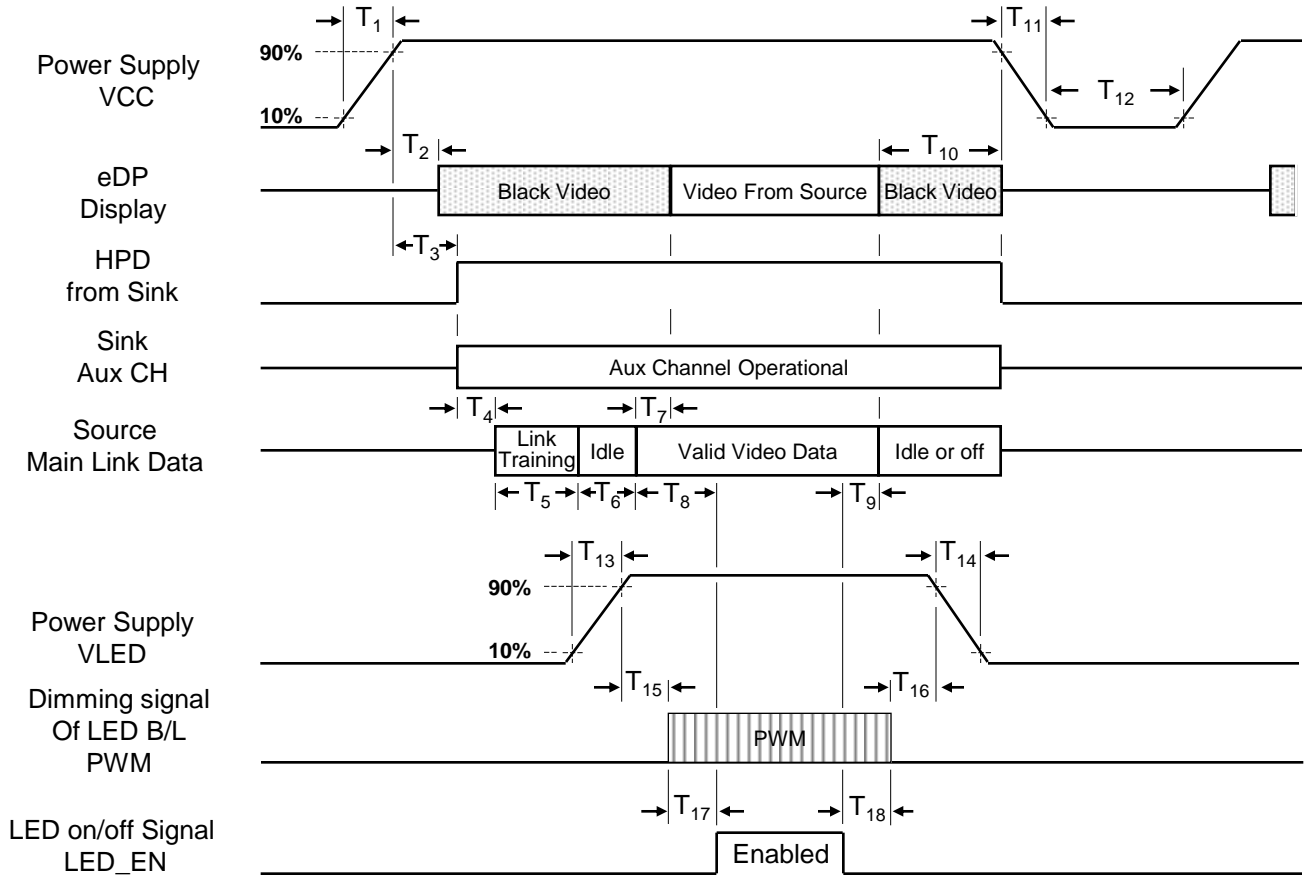 T1
T11
90%
Power Supply
VCC
T12
10%
T2
T10
eDP
Display
Black Video
Video From Source
Black Video
T3
HPD
from Sink
Sink
Aux CH
Aux Channel Operational
T4
T7
Source
Main Link Data
Link
Training
Idle
Valid Video Data
Idle or off
T5
T6
T8
T9
T13
T14
90%
Power Supply
VLED
10%
T15
T16
Dimming signal
Of LED B/L
PWM
PWM
T17
T18
LED on/off Signal
LED_EN
Enabled